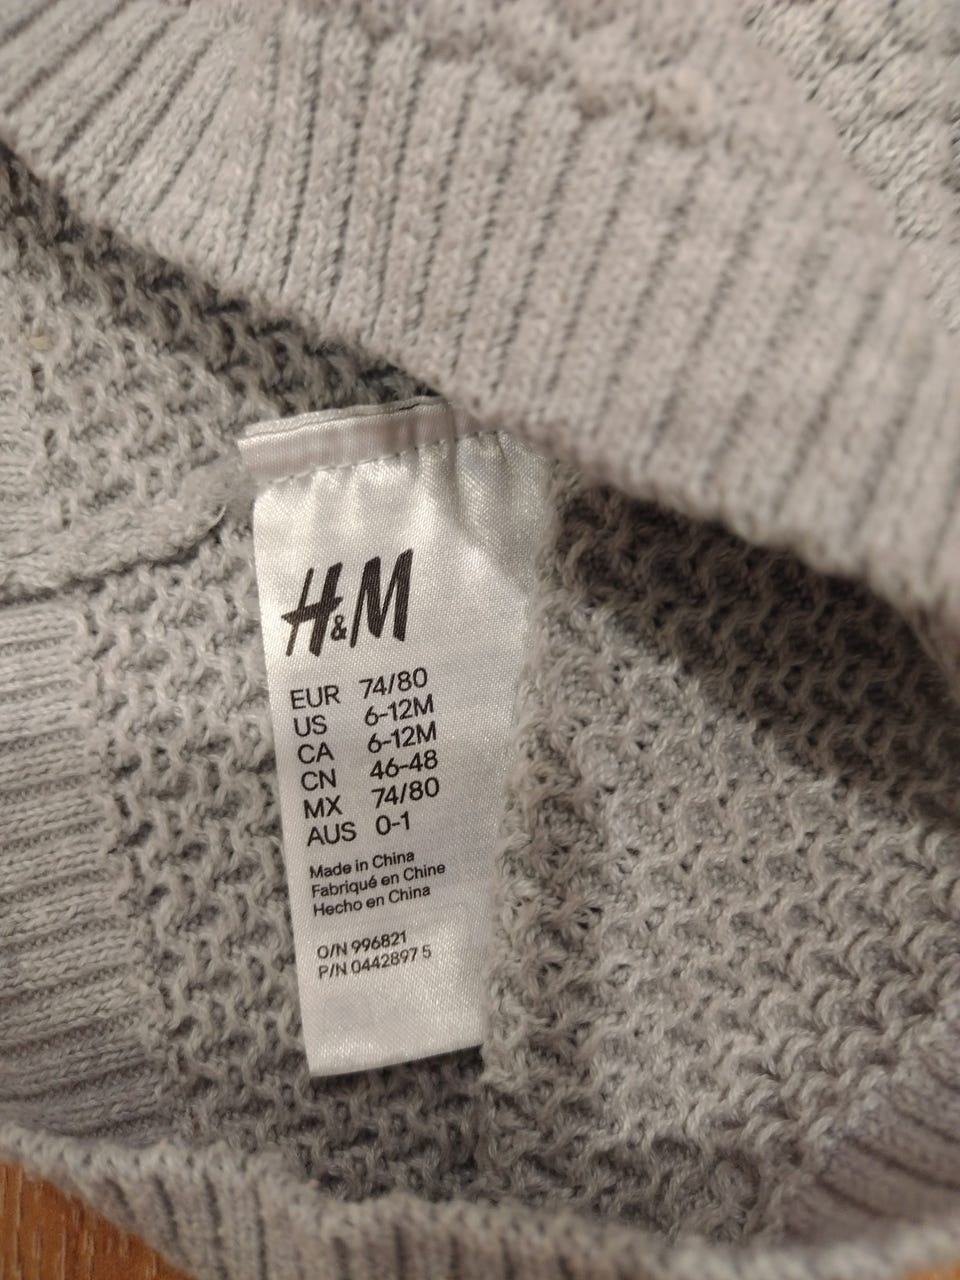 H&M
EUR 74/80
US 6-12M
CA 6-12M
CN 46-48
MX 74/80
AUS 0-1
Made in China
Fabriqué en Chine
Hecho en China
O/N 996821
P/N 0442897 5